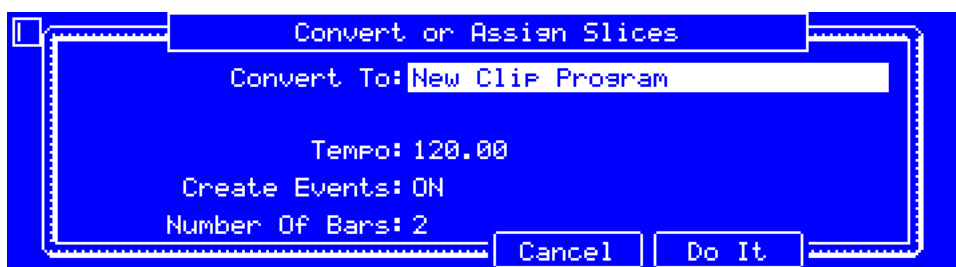 Convert or Assign Slices
Convert To: New Clip Program
Tempo: 120.00
Create Events: ON
Number Of Bars: 2
Cancel Do It